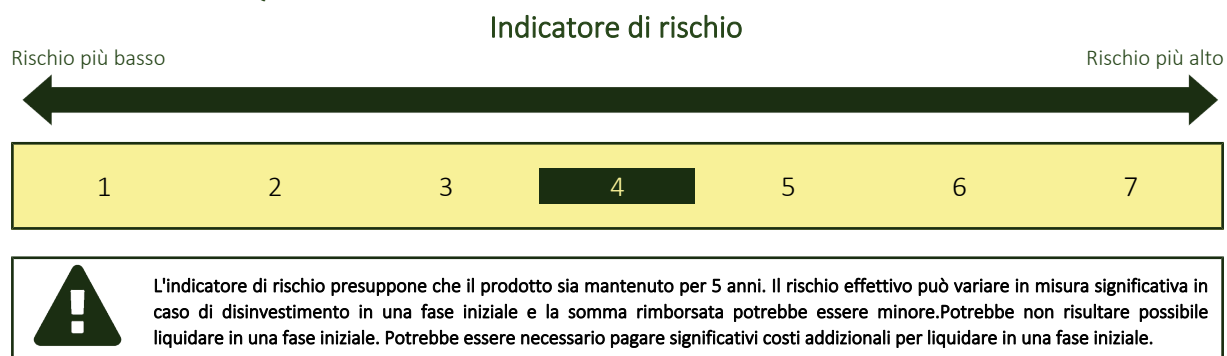 Indicatore di rischio
Rischio più basso
Rischio più alto
1 2 3 4 5 6 7
L'indicatore di rischio presuppone che il prodotto sia mantenuto per 5 anni. Il rischio effettivo può variare in misura significativa in
caso di disinvestimento in una fase iniziale e la somma rimborsata potrebbe essere minore.Potrebbe non risultare possibile
liquidare in una fase iniziale. Potrebbe essere necessario pagare significativi costi addizionali per liquidare in una fase iniziale.